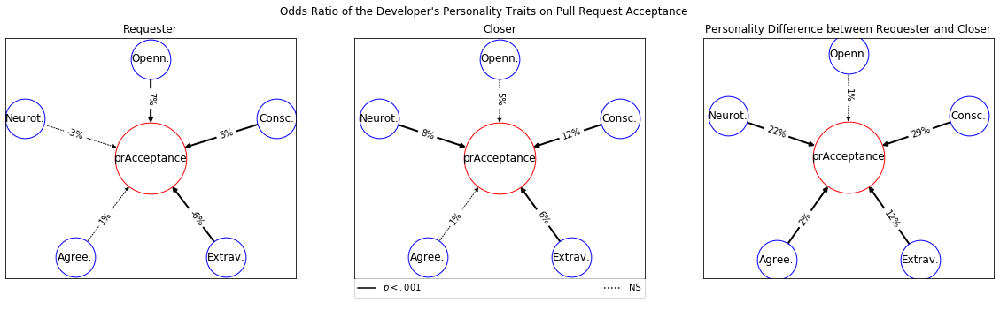 Odds Ratio of the Developer's Personality Traits on Pull Request Acceptance
Requester
Openn.
7%
Neurot.
-3%
Consc.
5%
prAcceptance
1%
-6%
Agree.
Extrav.
Closer
Openn.
5%
Neurot.
8%
Consc.
12%
prAcceptance
1%
6%
Agree.
Extrav.
p < .001
NS
Personality Difference between Requester and Closer
Openn.
1%
Neurot.
22%
Consc.
29%
prAcceptance
2%
12%
Agree.
Extrav.